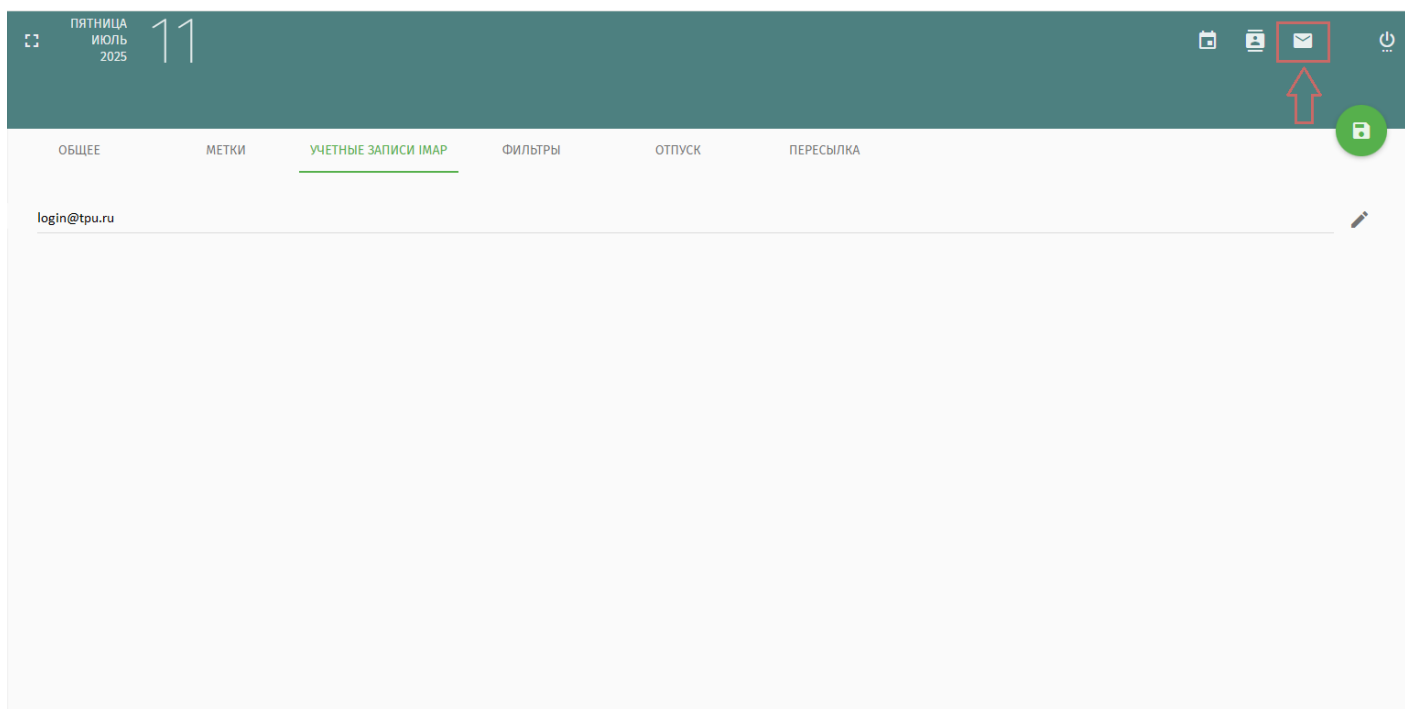 ПЯТНИЦА
ИЮЛЬ
2025
11
ОБЩЕЕ
МЕТКИ
УЧЕТНЫЕ ЗАПИСИ IMAP
ФИЛЬТРЫ
ОТПУСК
ПЕРЕСЫЛКА
login@tpu.ru